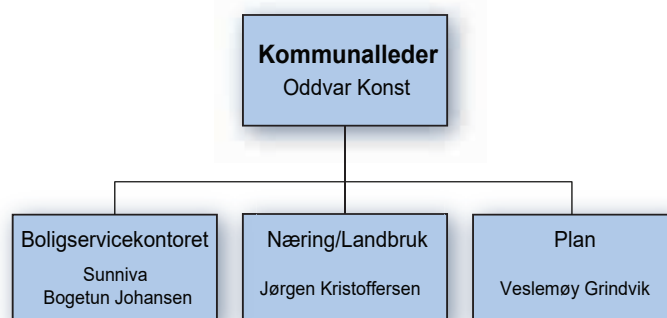 Kommunalleder
Oddvar Konst
Boligservicekontoret
Sunniva
Bogetun Johansen
Næring/Landbruk
Jørgen Kristoffersen
Plan
Veslemøy Grindvik